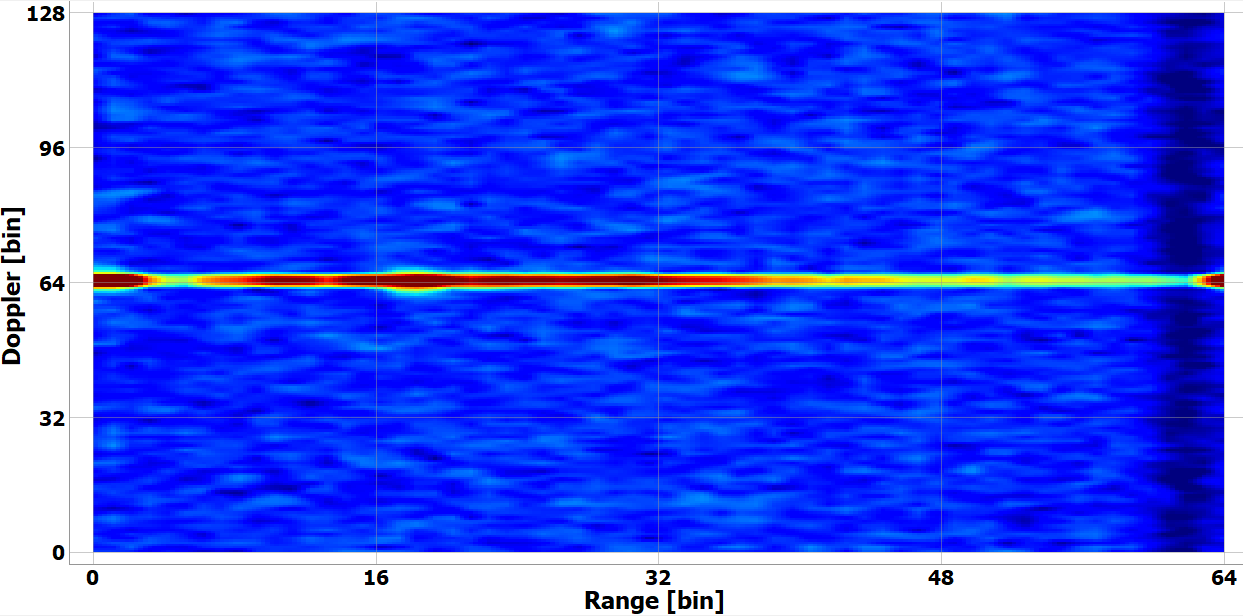 128
96
64
32
0
Doppler [bin]
0 16 32 48 64
Range [bin]